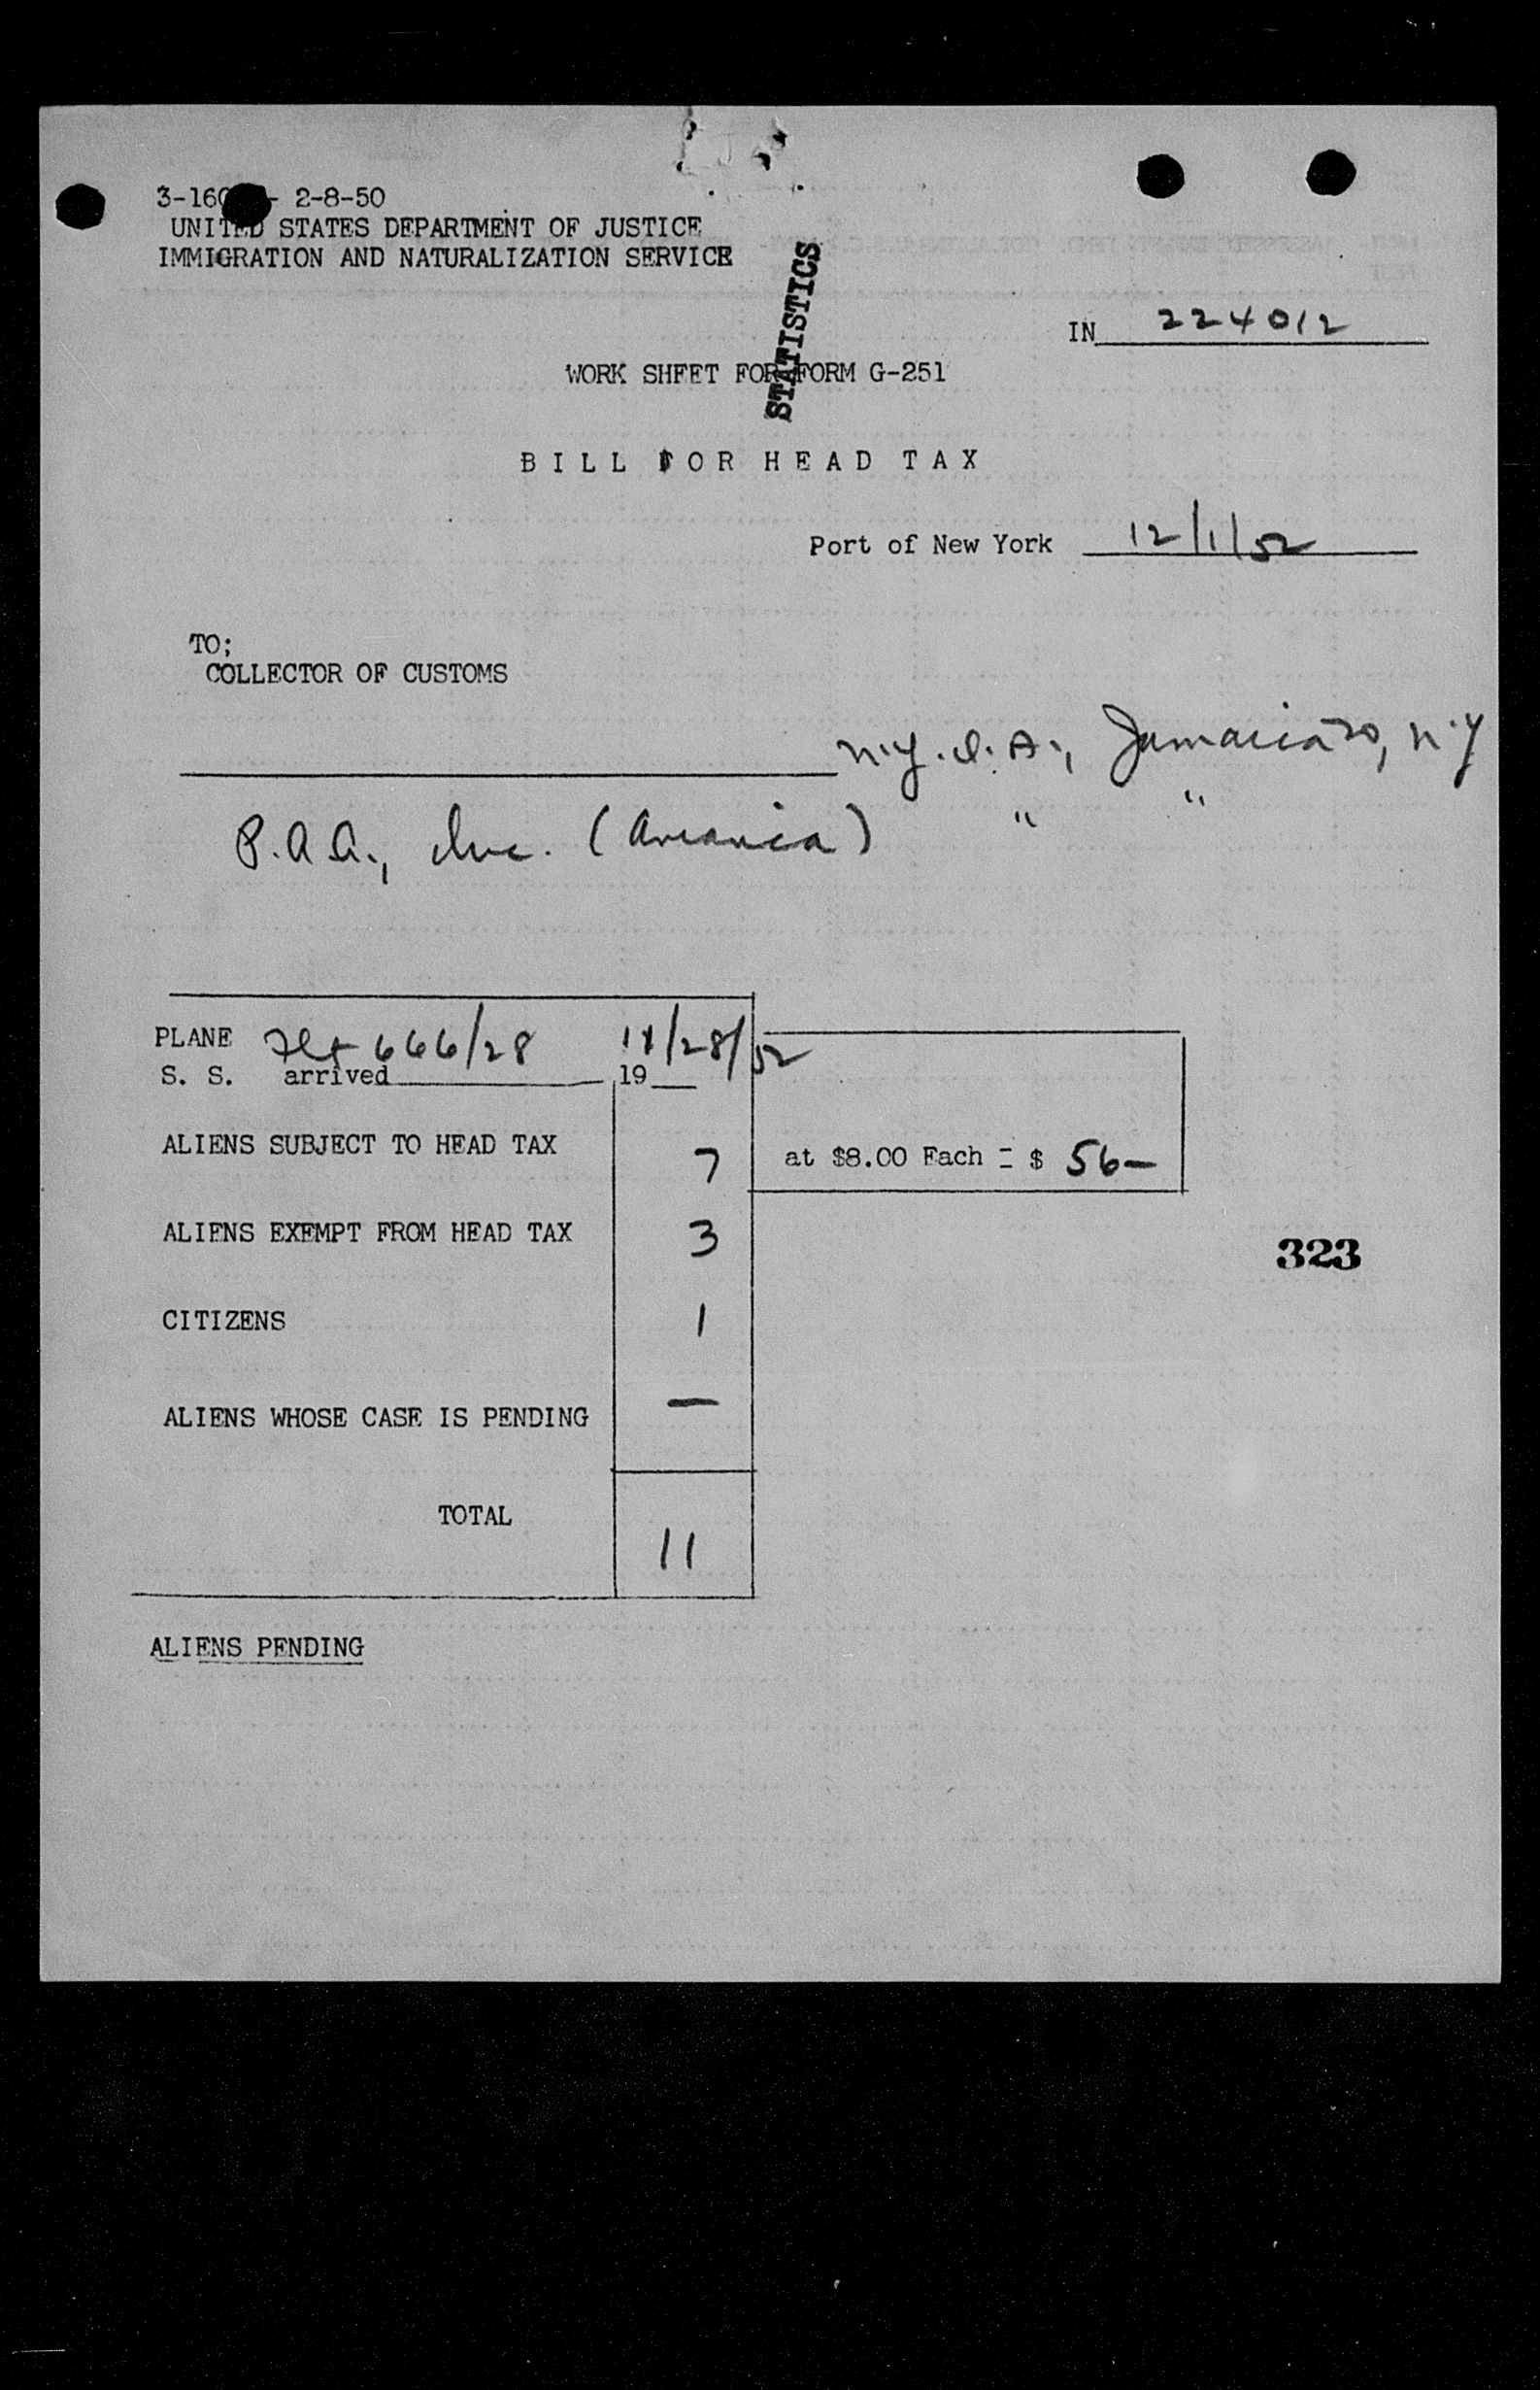 3-160 - 2-8-50
UNITED STATES DEPARTMENT OF JUSTICE
IMMIGRATION AND NATURALIZATION SERVICE
STATISTICS
IN 224012
WORK SHEET FOR FORM G-251
BILL FOR HEAD TAX
Port of New York 12/1/52
TO;
COLLECTOR OF CUSTOMS
N.Y.I.A., Jamaica 30, N.Y
P.A.A., Inc. (Avianca) " "
PLANE Flt 666/28 11/28/52
S. S. arrived , 19
ALIENS SUBJECT TO HEAD TAX 7 at $8.00 Each = $ 56—
ALIENS EXEMPT FROM HEAD TAX 3
323
CITIZENS 1
ALIENS WHOSE CASE IS PENDING —
TOTAL 11
ALIENS PENDING